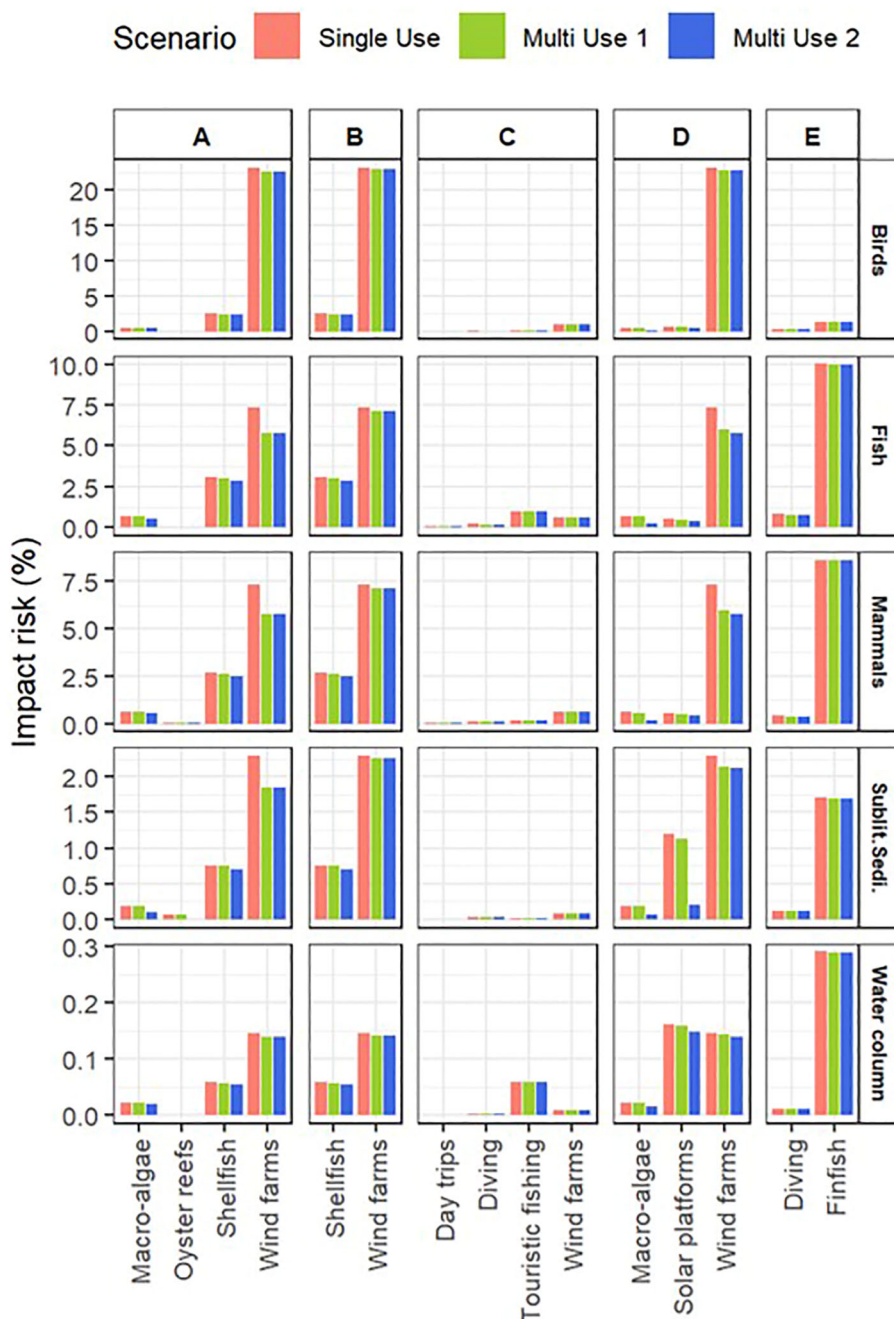 Scenario Single Use Multi Use 1 Multi Use 2
A B C D E
Impact risk (%)
20
15
10
5
0
Birds
10.0
7.5
5.0
2.5
0.0
Fish
7.5
5.0
2.5
0.0
Mammals
2.0
1.5
1.0
0.5
0.0
Sublit.Sedi.
0.3
0.2
0.1
0.0
Water column
Macro-algae
Oyster reefs
Shellfish
Wind farms
Shellfish
Wind farms
Day trips
Diving
Touristic fishing
Wind farms
Macro-algae
Solar platforms
Wind farms
Diving
Finfish